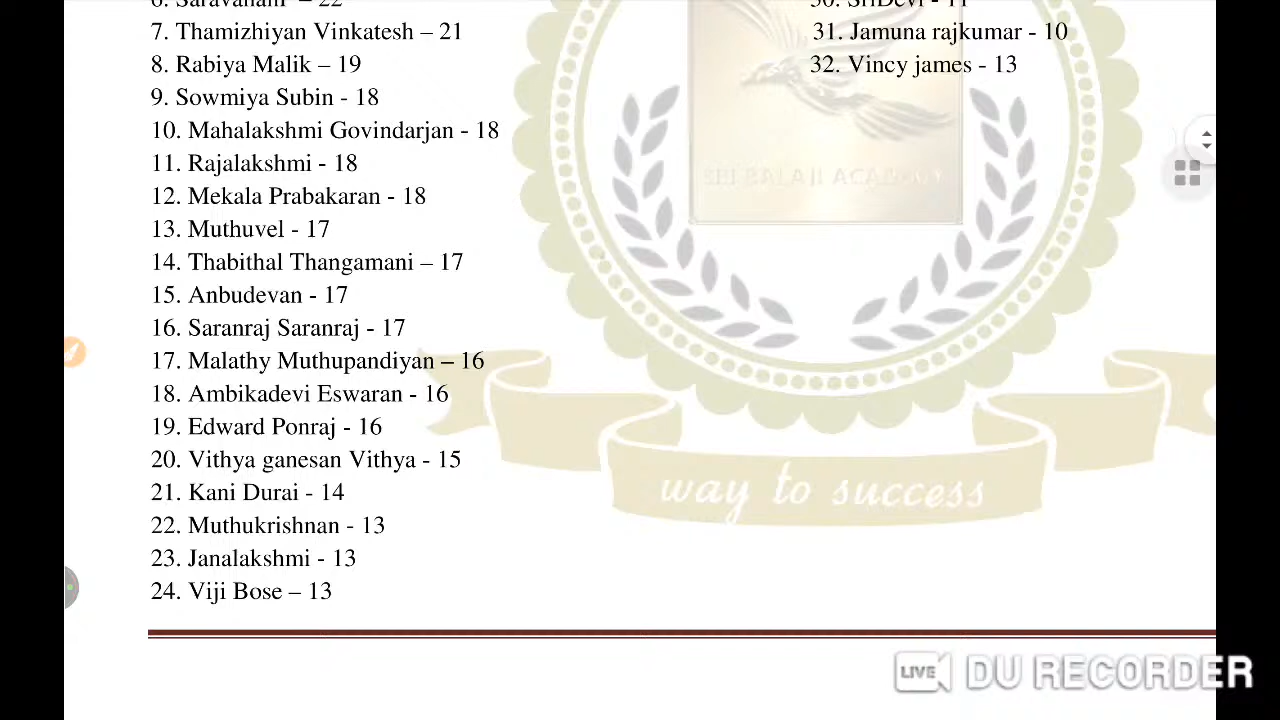 7. Thamizhiyan Vinkatesh – 21
8. Rabiya Malik – 19
9. Sowmiya Subin - 18
10. Mahalakshmi Govindarjan - 18
11. Rajalakshmi - 18
12. Mekala Prabakaran - 18
13. Muthuvel - 17
14. Thabithal Thangamani – 17
15. Anbudevan - 17
16. Saranraj Saranraj - 17
17. Malathy Muthupandiyan – 16
18. Ambikadevi Eswaran - 16
19. Edward Ponraj - 16
20. Vithya ganesan Vithya - 15
21. Kani Durai - 14
22. Muthukrishnan - 13
23. Janalakshmi - 13
24. Viji Bose – 13
31. Jamuna rajkumar - 10
32. Vincy james - 13
SRI BALAJI ACADEMY
way to success
LIVE DU RECORDER